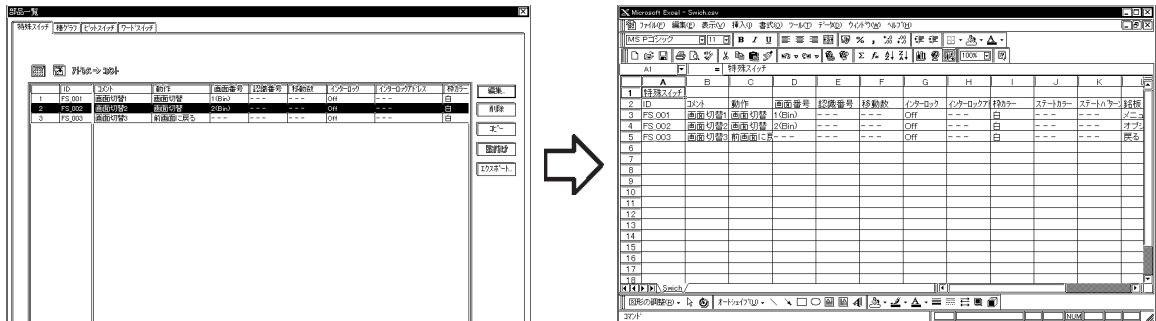 部品一覧
特殊スイッチ 棒グラフ ビットスイッチ ワードスイッチ
アドレス⇒コメント
ID コメント 動作 画面番号 認識番号 移動数 インターロック インターロックアドレス 枠カラー
1 FS_001 画面切替1 画面切替 1(Bin) --- --- Off --- 白
2 FS_002 画面切替2 画面切替 2(Bin) --- --- Off --- 白
3 FS_003 画面切替3 前画面に戻る --- --- --- Off --- 白
編集..
削除
コピー
エクスポート..
Microsoft Excel - Swich.csv
ファイル(F) 編集(E) 表示(V) 挿入(I) 書式(O) ツール(T) データ(D) ウィンドウ(W) ヘルプ(H)
MS Pゴシック 11 B I U % ,
Σ 100%
A1 = 特殊スイッチ
A B C D E F G H I J K
1 特殊スイッチ
2 ID コメント 動作 画面番号 認識番号 移動数 インターロック インターロックア 枠カラー ステートカラー ステートパターン 銘板
3 FS_001 画面切替1 画面切替 1(Bin) --- --- Off --- 白 --- --- メニュ
4 FS_002 画面切替2 画面切替 2(Bin) --- --- Off --- 白 --- --- オプシ
5 FS_003 画面切替3 前画面に戻 --- --- --- Off --- 白 --- --- 戻る
6
7
8
9
10
11
12
13
14
15
16
17
18
Swich
図形の調整(R) オートシェイプ(U)
コマンド NUM